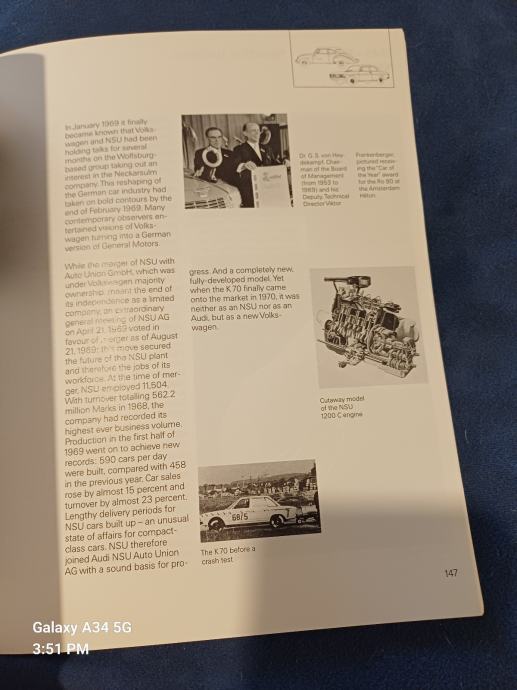 In January 1969 it finally
became known that Volks-
wagen and NSU had been
holding talks for several
months on the Wolfsburg-
based group taking out an
interest in the Neckarsulm
company. This reshaping of
the German car industry had
taken on bold contours by the
end of February 1969. Many
contemporary observers en-
tertained visions of Volks-
wagen turning into a German
version of General Motors.
While the merger of NSU with
Auto Union GmbH, which was
under Volkswagen majority
ownership, meant the end of
its independence as a limited
company, an extraordinary
general meeting of NSU AG
on April 21, 1969 voted in
favour of merger as of August
21, 1969; this move secured
the future of the NSU plant
and therefore the jobs of its
workforce. At the time of mer-
ger, NSU employed 11,504.
With turnover totalling 562.2
million Marks in 1968, the
company had recorded its
highest ever business volume.
Production in the first half of
1969 went on to achieve new
records: 590 cars per day
were built, compared with 458
in the previous year. Car sales
rose by almost 15 percent and
turnover by almost 23 percent.
Lengthy delivery periods for
NSU cars built up – an unusual
state of affairs for compact-
class cars. NSU therefore
joined Audi NSU Auto Union
AG with a sound basis for pro-
gress. And a completely new,
fully-developed model. Yet
when the K 70 finally came
onto the market in 1970, it was
neither as an NSU nor as an
Audi, but as a new Volks-
wagen.
Dr. G. S. von Hey-
dekampf, Chair-
man of the Board
of Management
(from 1953 to
1969) and his
Deputy, Technical
Director Viktor
Frankenberger,
pictured receiv-
ing the "Car of
the Year" award
for the Ro 80 at
the Amsterdam
Hilton.
Cutaway model
of the NSU
1200 C engine
68/5
The K 70 before a
crash test
147
Galaxy A34 5G
3:51 PM